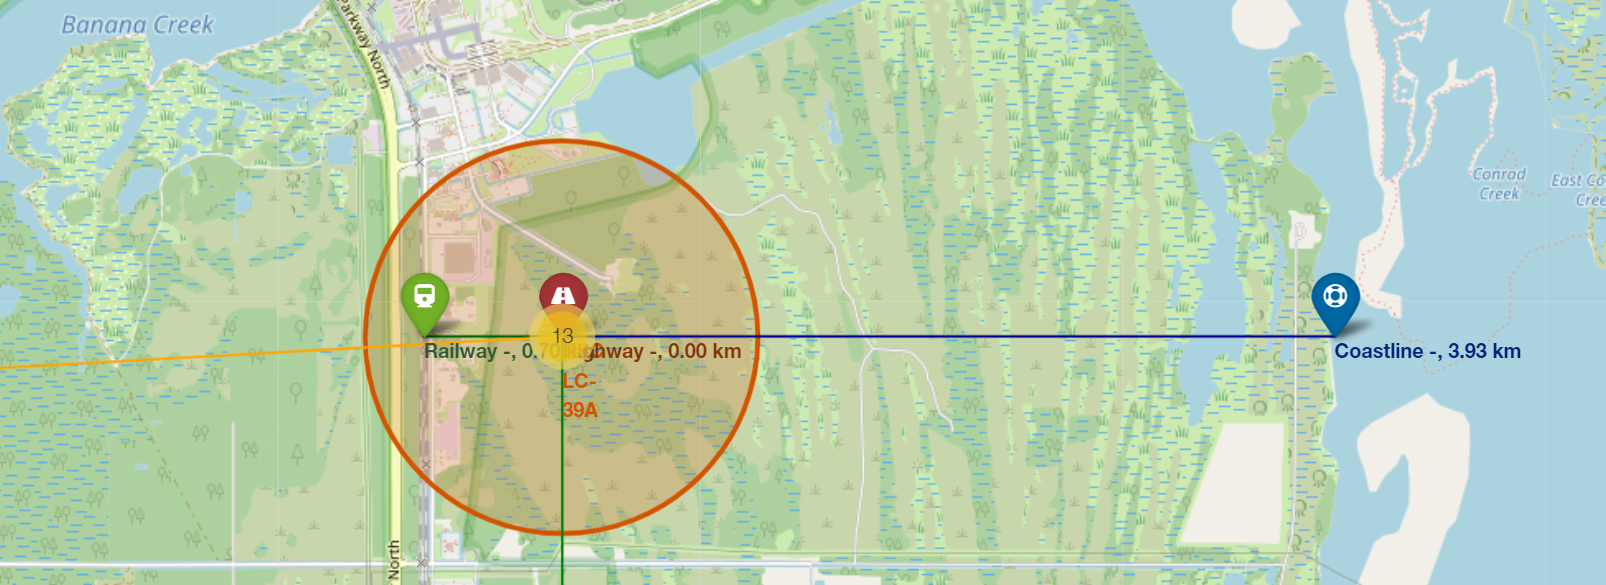 Banana Creek
Parkway North
Conrad
Creek
East Co
Cree
13
Railway -, 0.70
Highway -, 0.00 km
Coastline -, 3.93 km
LC-
39A
North